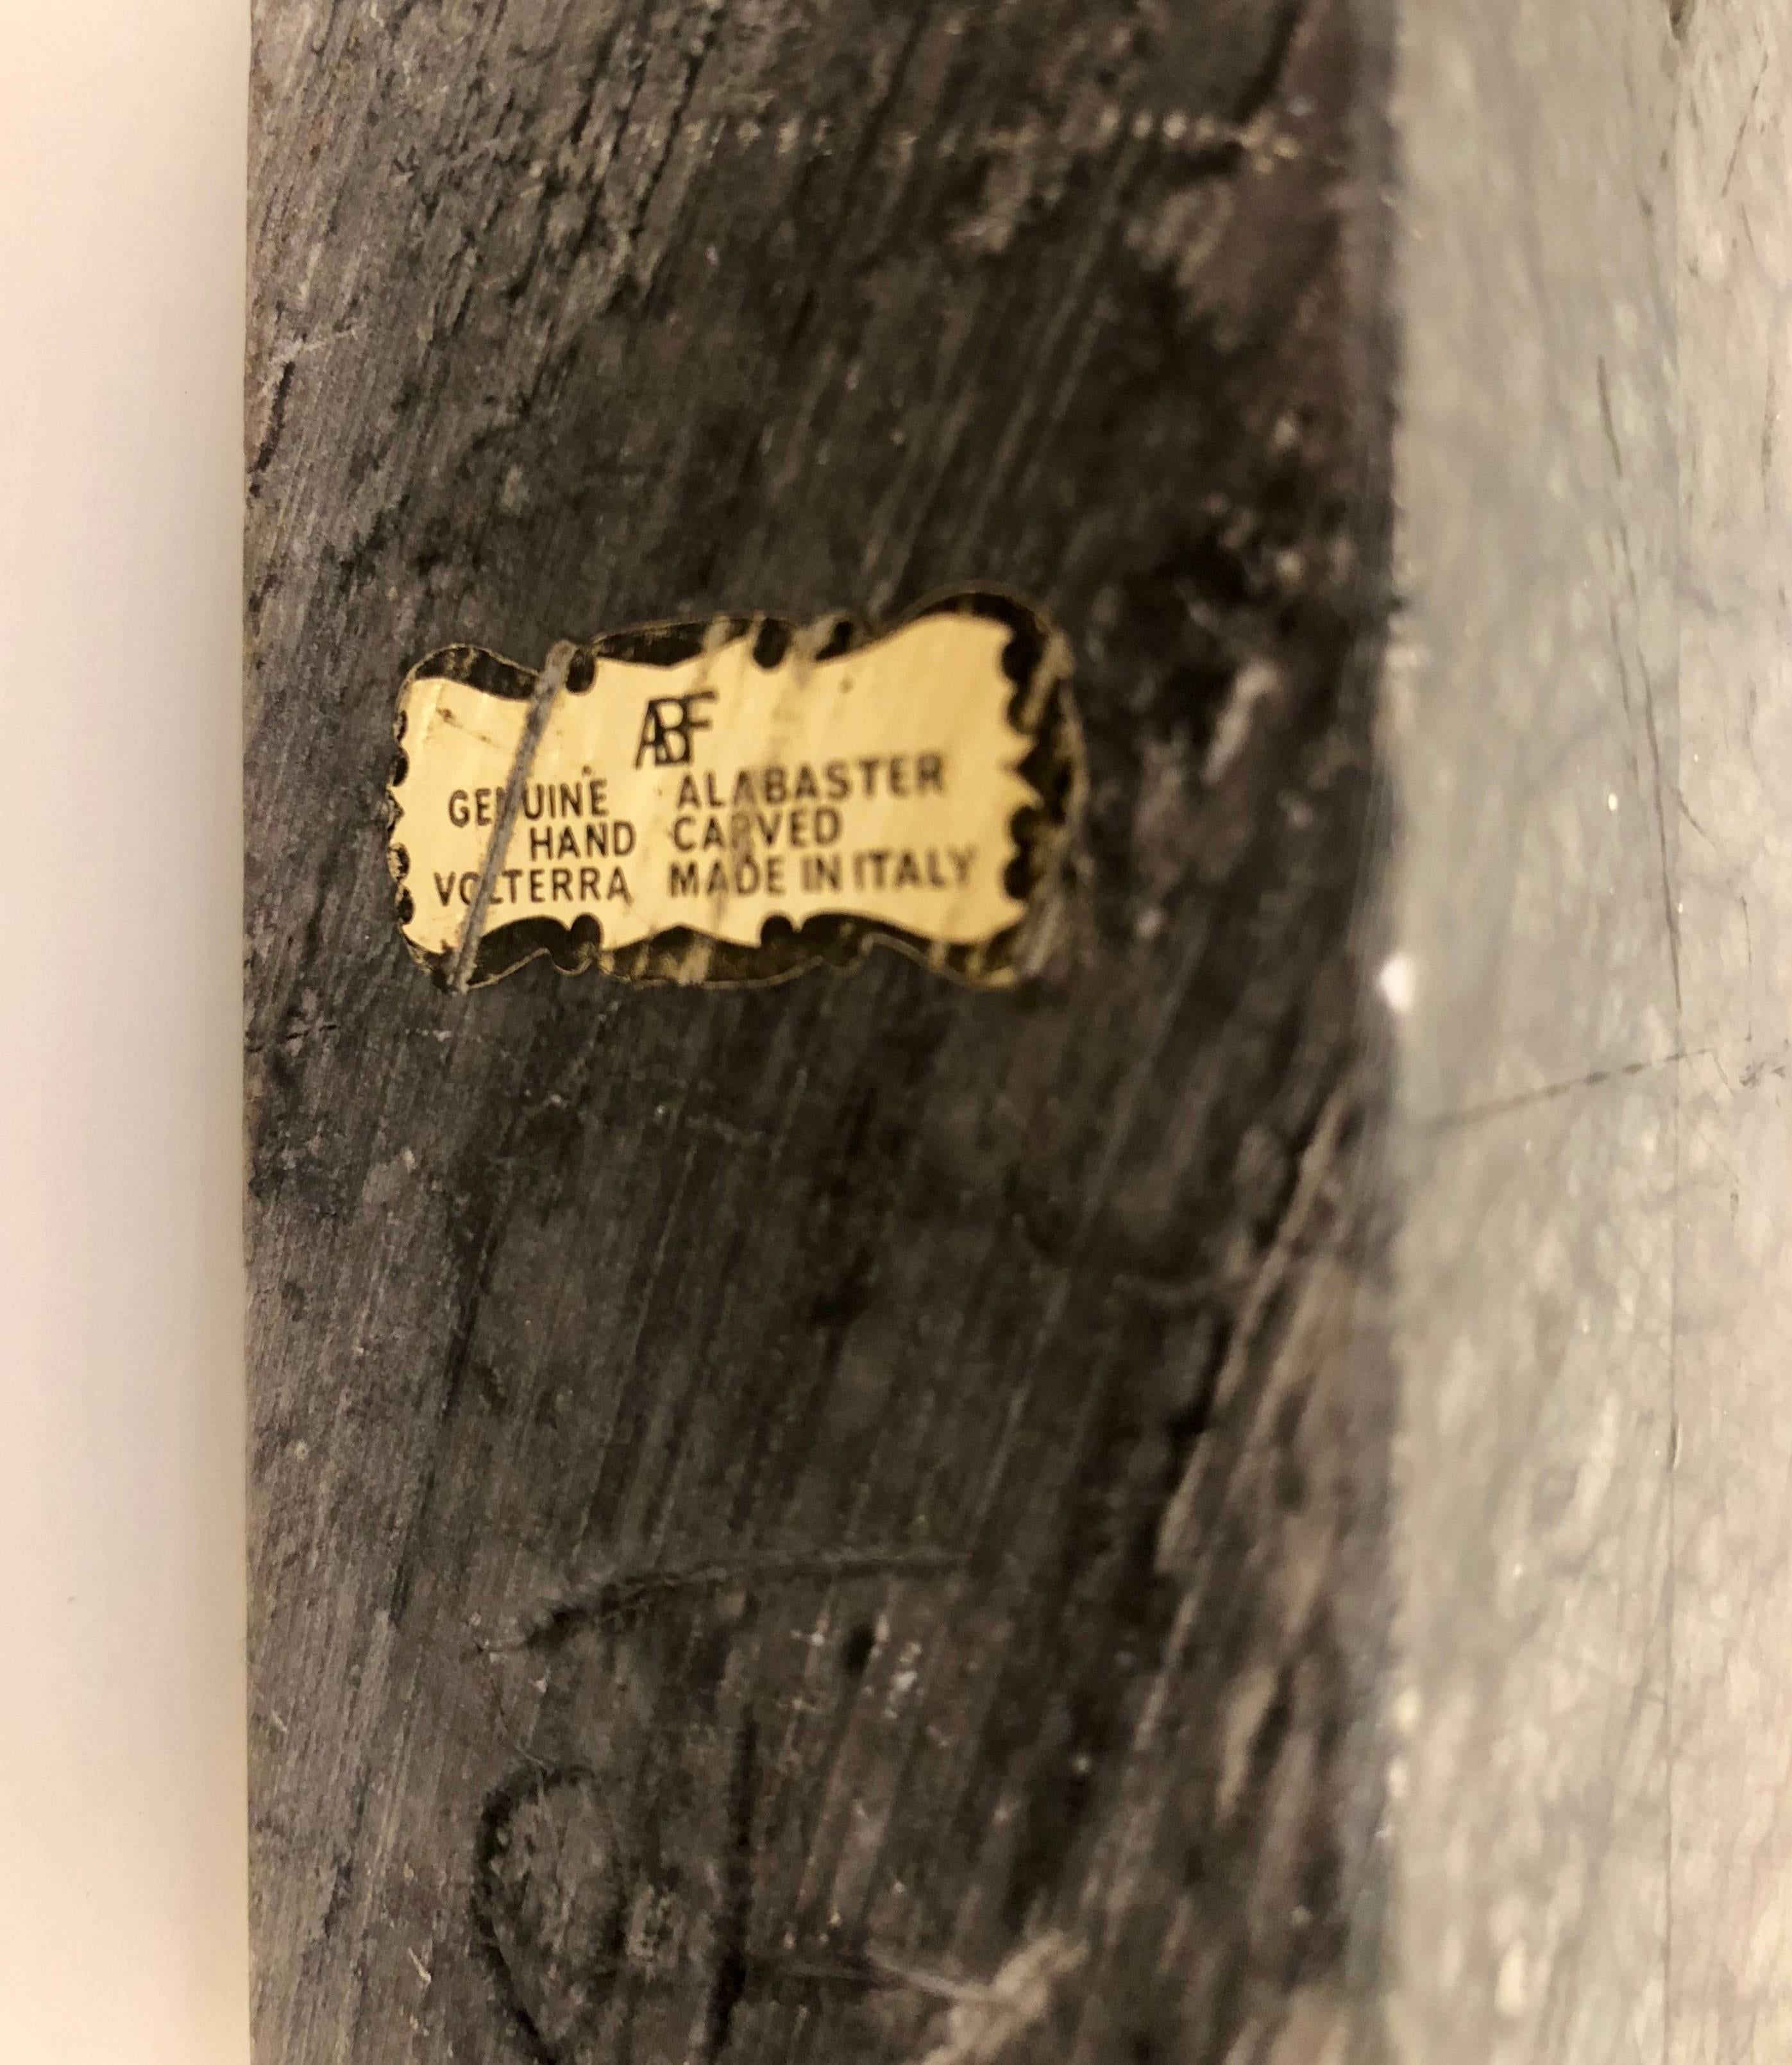 ABF
GENUINE ALABASTER
HAND CARVED
VOLTERRA MADE IN ITALY